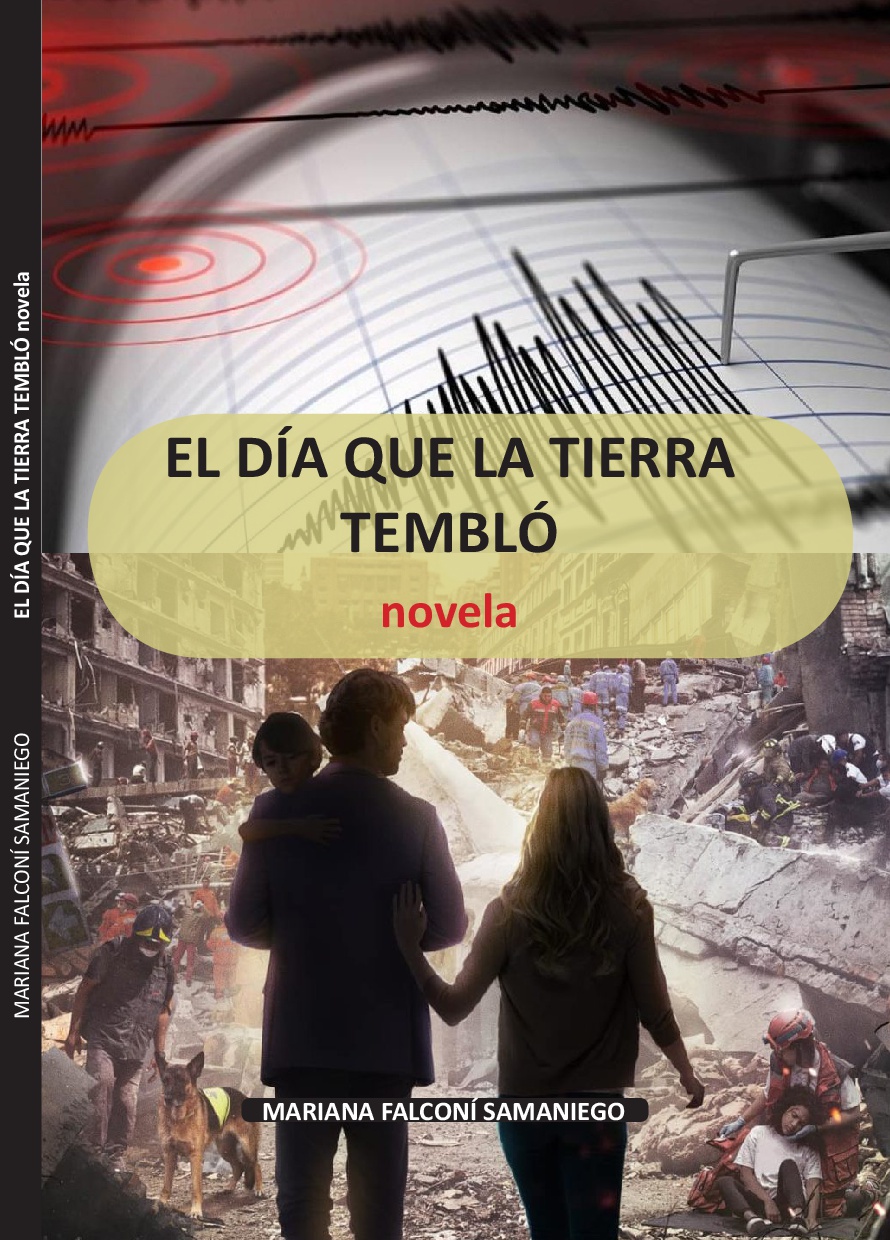 EL DÍA QUE LA TIERRA
TEMBLÓ
novela
MARIANA FALCONÍ SAMANIEGO
EL DÍA QUE LA TIERRA TEMBLÓ novela
MARIANA FALCONÍ SAMANIEGO